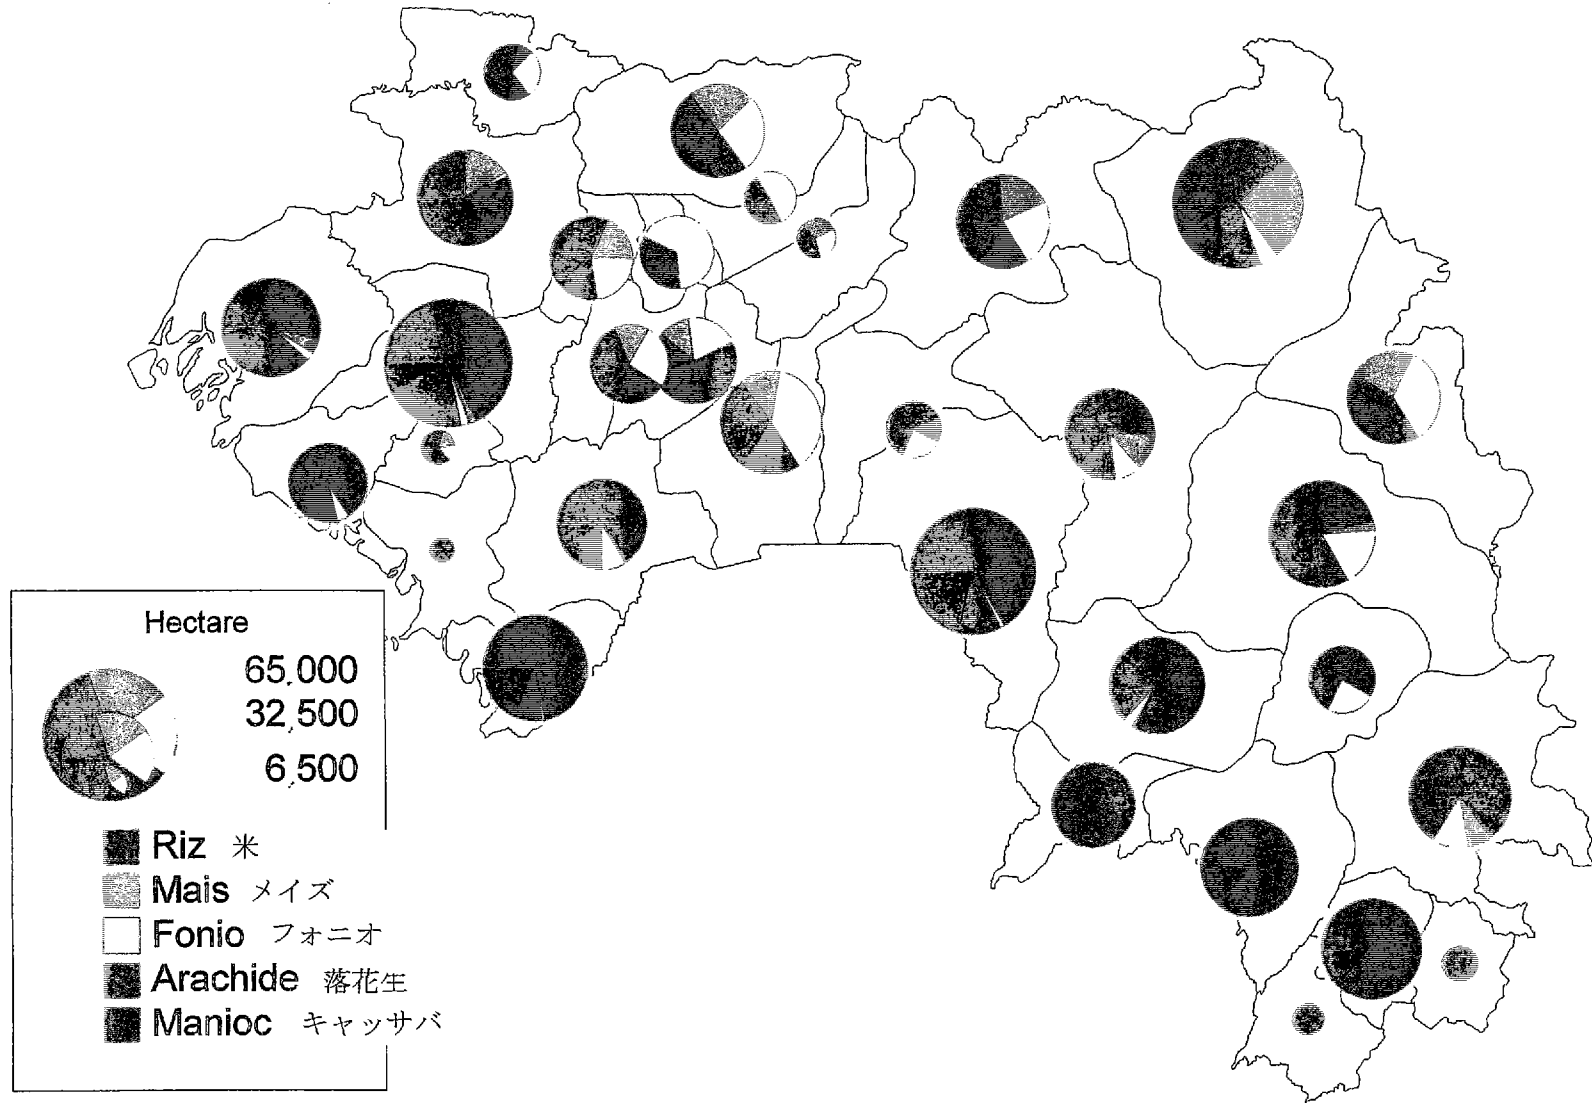 Hectare
65,000
32,500
6,500
Riz 米
Mais メイズ
Fonio フォニオ
Arachide 落花生
Manioc キャッサバ